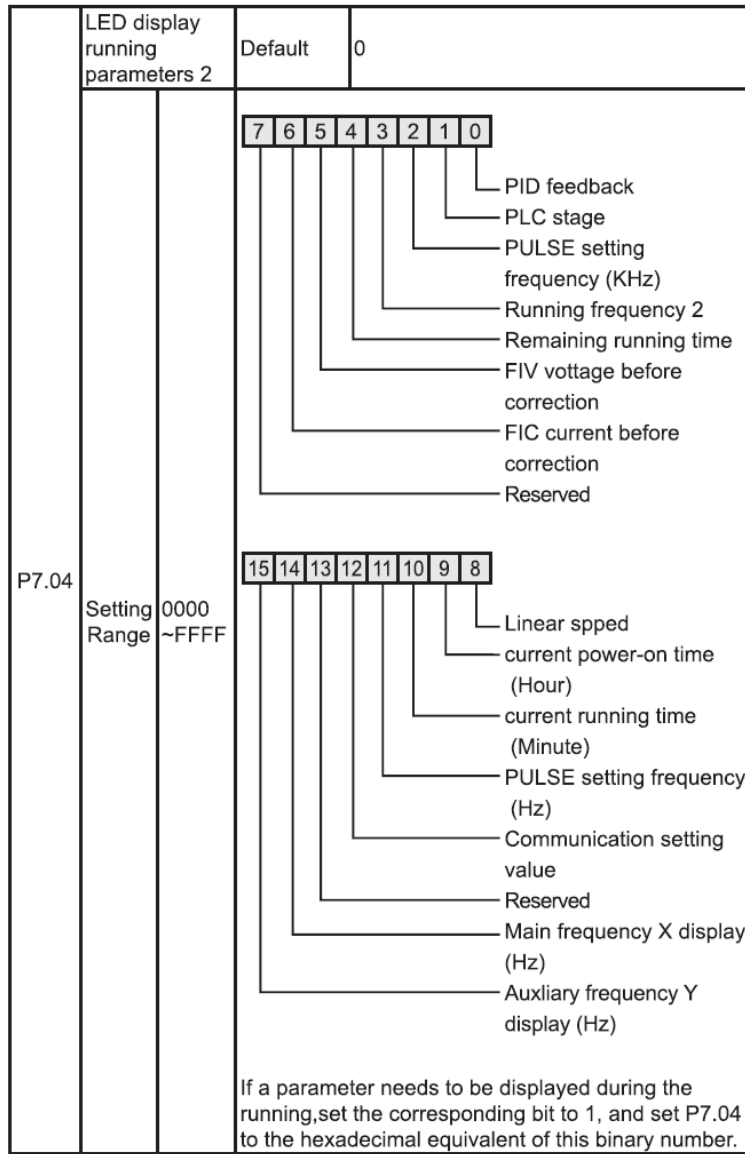 LED display
running
parameters 2
Default
0
7 6 5 4 3 2 1 0
PID feedback
PLC stage
PULSE setting
frequency (KHz)
Running frequency 2
Remaining running time
FIV vottage before
correction
FIC current before
correction
Reserved
P7.04
Setting
Range
0000
~FFFF
15 14 13 12 11 10 9 8
Linear spped
current power-on time
(Hour)
current running time
(Minute)
PULSE setting frequency
(Hz)
Communication setting
value
Reserved
Main frequency X display
(Hz)
Auxliary frequency Y
display (Hz)
If a parameter needs to be displayed during the
running,set the corresponding bit to 1, and set P7.04
to the hexadecimal equivalent of this binary number.